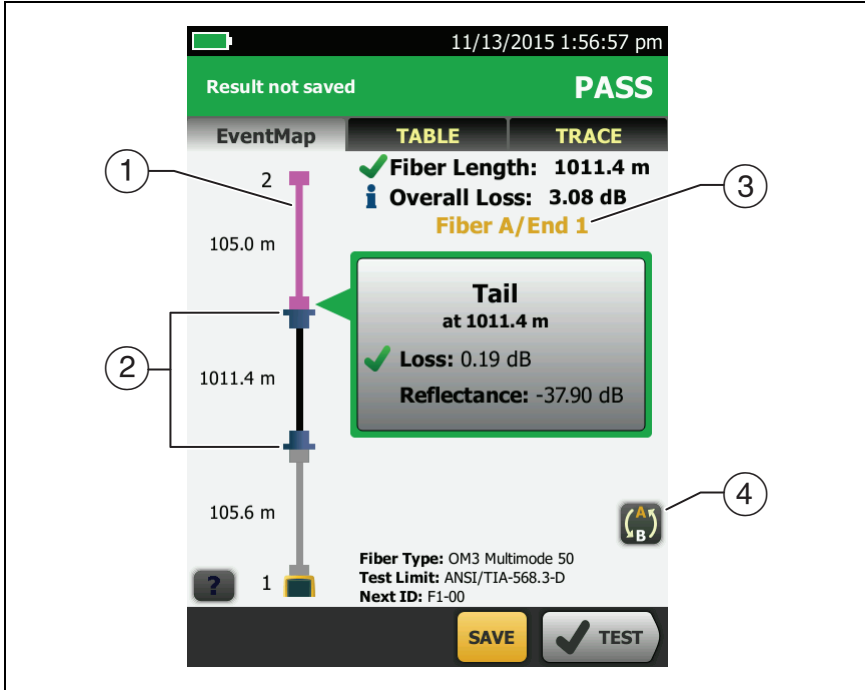 11/13/2015 1:56:57 pm
Result not saved PASS
EventMap TABLE TRACE
Fiber Length: 1011.4 m
i Overall Loss: 3.08 dB
Fiber A/End 1
1
2
3
105.0 m
Tail
at 1011.4 m
Loss: 0.19 dB
Reflectance: -37.90 dB
2
1011.4 m
105.6 m
4
A
B
Fiber Type: OM3 Multimode 50
Test Limit: ANSI/TIA-568.3-D
Next ID: F1-00
? 1
SAVE TEST